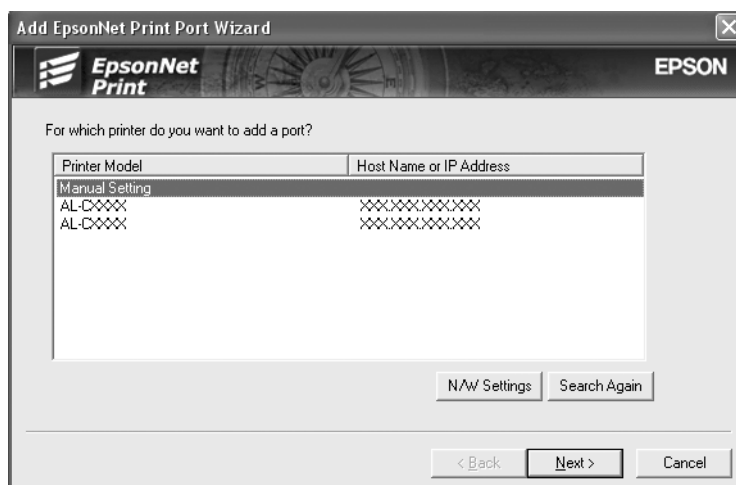 Add EpsonNet Print Port Wizard
EpsonNet
Print
EPSON
For which printer do you want to add a port?
Printer Model Host Name or IP Address
Manual Setting
AL-CXXXX XXX.XXX.XXX.XXX
AL-CXXXX XXX.XXX.XXX.XXX
N/W Settings Search Again
< Back Next > Cancel